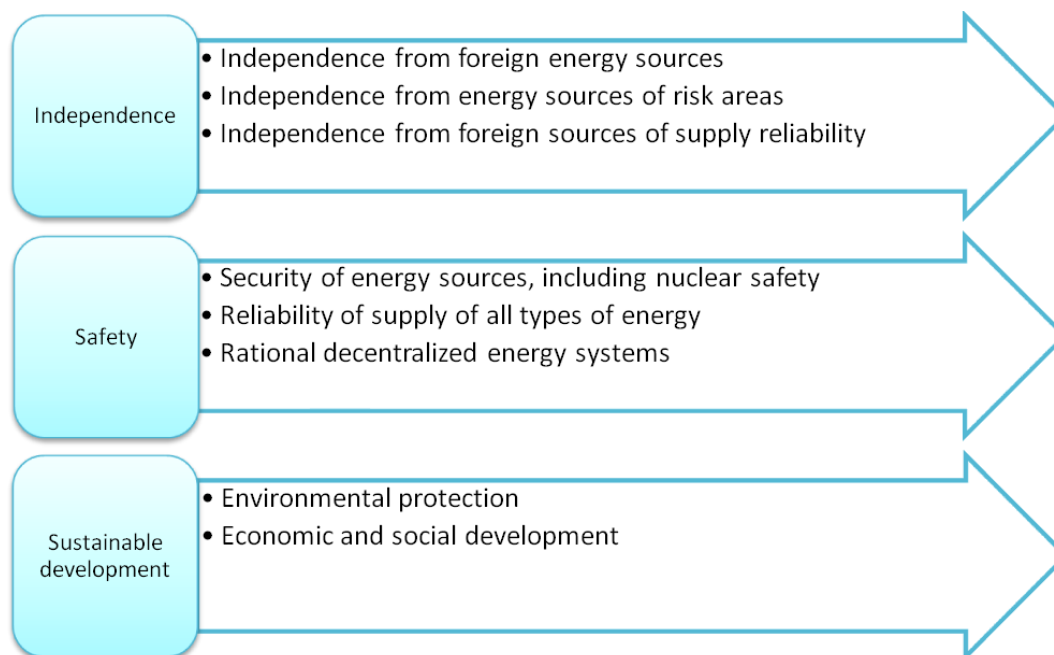 Independence
• Independence from foreign energy sources
• Independence from energy sources of risk areas
• Independence from foreign sources of supply reliability
Safety
• Security of energy sources, including nuclear safety
• Reliability of supply of all types of energy
• Rational decentralized energy systems
Sustainable
development
• Environmental protection
• Economic and social development